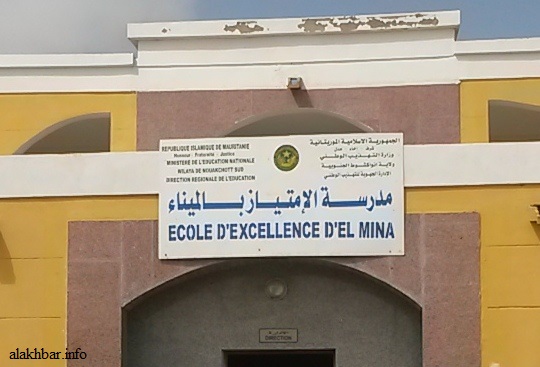 REPUBLIQUE ISLAMIQUE DE MAURITANIE
Honneur - Fraternité - Justice
MINISTERE DE L'EDUCATION NATIONALE
WILAYA DE NOUAKCHOTT SUD
DIRECTION REGIONALE DE L'EDUCATION
الجمهورية الإسلامية الموريتانية
شرف - إخاء - عدل
وزارة التهذيب الوطني
ولاية انواكشوط الجنوبية
الإدارة الجهوية للتهذيب الوطني
مدرسة الإمتياز بالميناء
ECOLE D'EXCELLENCE D'EL MINA
DIRECTION
alakhbar.info